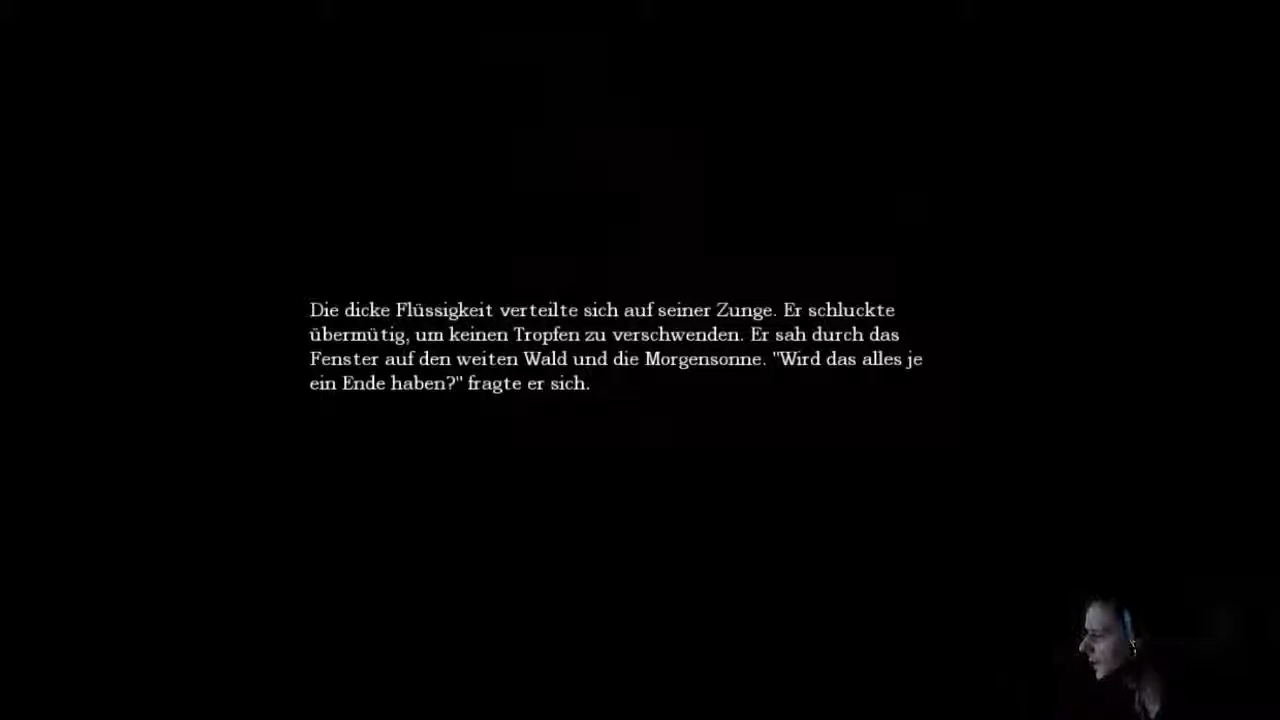 Die dicke Flüssigkeit verteilte sich auf seiner Zunge. Er schluckte
übermütig, um keinen Tropfen zu verschwenden. Er sah durch das
Fenster auf den weiten Wald und die Morgensonne. "Wird das alles je
ein Ende haben?" fragte er sich.